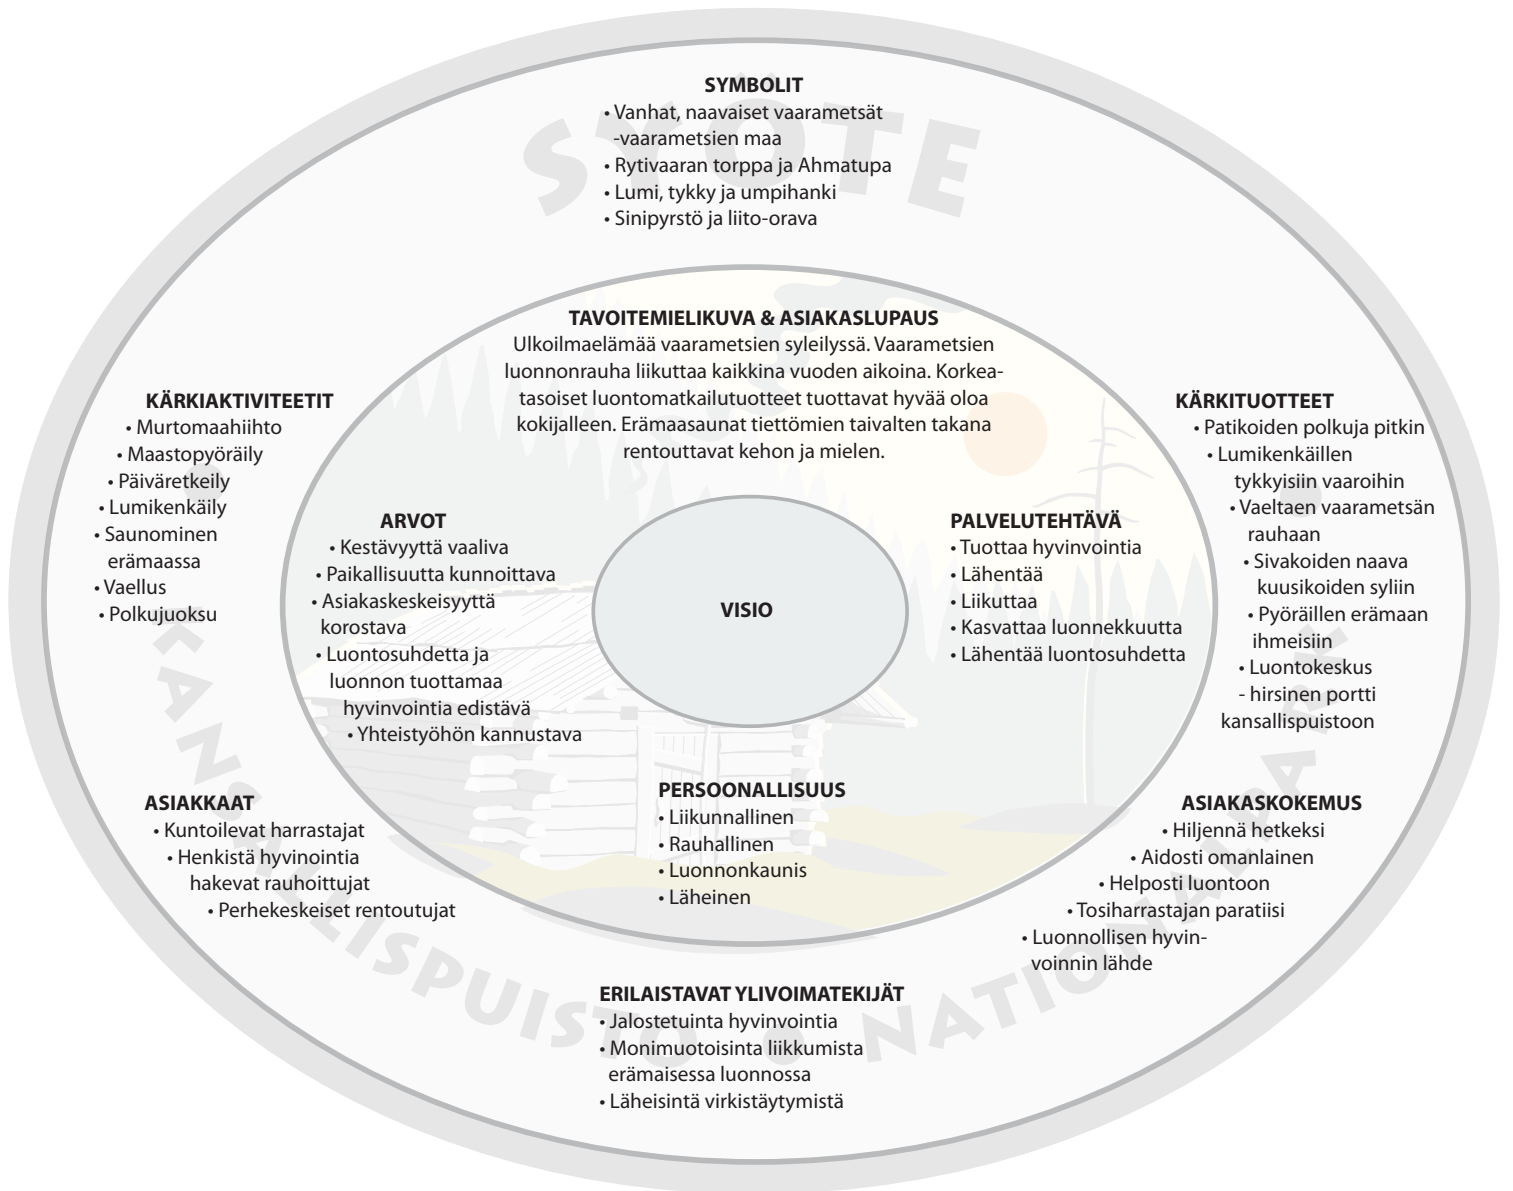 SYÖTE
SYMBOLIT
• Vanhat, naavaiset vaarametsät
-vaarametsien maa
• Rytivaaran torppa ja Ahmatupa
• Lumi, tykky ja umpihanki
• Sinipyrstö ja liito-orava
TAVOITEMIELIKUVA & ASIAKASLUPAUS
Ulkoilmaelämää vaarametsien syleilyssä. Vaarametsien
luonnonrauha liikuttaa kaikkina vuoden aikoina. Korkea-
tasoiset luontomatkailutuotteet tuottavat hyvää oloa
kokijalleen. Erämaasaunat tiettömien taivalten takana
rentouttavat kehon ja mielen.
KÄRKIAKTIVITEETIT
• Murtomaahiihto
• Maastopyöräily
• Päiväretkeily
• Lumikenkäily
• Saunominen
erämaassa
• Vaellus
• Polkujuoksu
KÄRKITUOTTEET
• Patikoiden polkuja pitkin
• Lumikenkäillen
tykkyisiin vaaroihin
• Vaeltaen vaarametsän
rauhaan
• Sivakoiden naava
kuusikoiden syliin
• Pyöräillen erämaan
ihmeisiin
• Luontokeskus
- hirsinen portti
kansallispuistoon
ARVOT
• Kestävyyttä vaaliva
• Paikallisuutta kunnoittava
• Asiakaskeskeisyyttä
korostava
• Luontosuhdetta ja
luonnon tuottamaa
hyvinvointia edistävä
• Yhteistyöhön kannustava
VISIO
PALVELUTEHTÄVÄ
• Tuottaa hyvinvointia
• Lähentää
• Liikuttaa
• Kasvattaa luonnekkuutta
• Lähentää luontosuhdetta
PERSOONALLISUUS
• Liikunnallinen
• Rauhallinen
• Luonnonkaunis
• Läheinen
ASIAKKAAT
• Kuntoilevat harrastajat
• Henkistä hyvinointia
hakevat rauhoittujat
• Perhekeskeiset rentoutujat
ASIAKASKOKEMUS
• Hiljennä hetkeksi
• Aidosti omanlainen
• Helposti luontoon
• Tosiharrastajan paratiisi
• Luonnollisen hyvin-
voinnin lähde
ERILAISTAVAT YLIVOIMATEKIJÄT
• Jalostetuinta hyvinvointia
• Monimuotoisinta liikkumista
erämaisessa luonnossa
• Läheisintä virkistäytymistä
KANSALLISPUISTO • NATIONALPARK